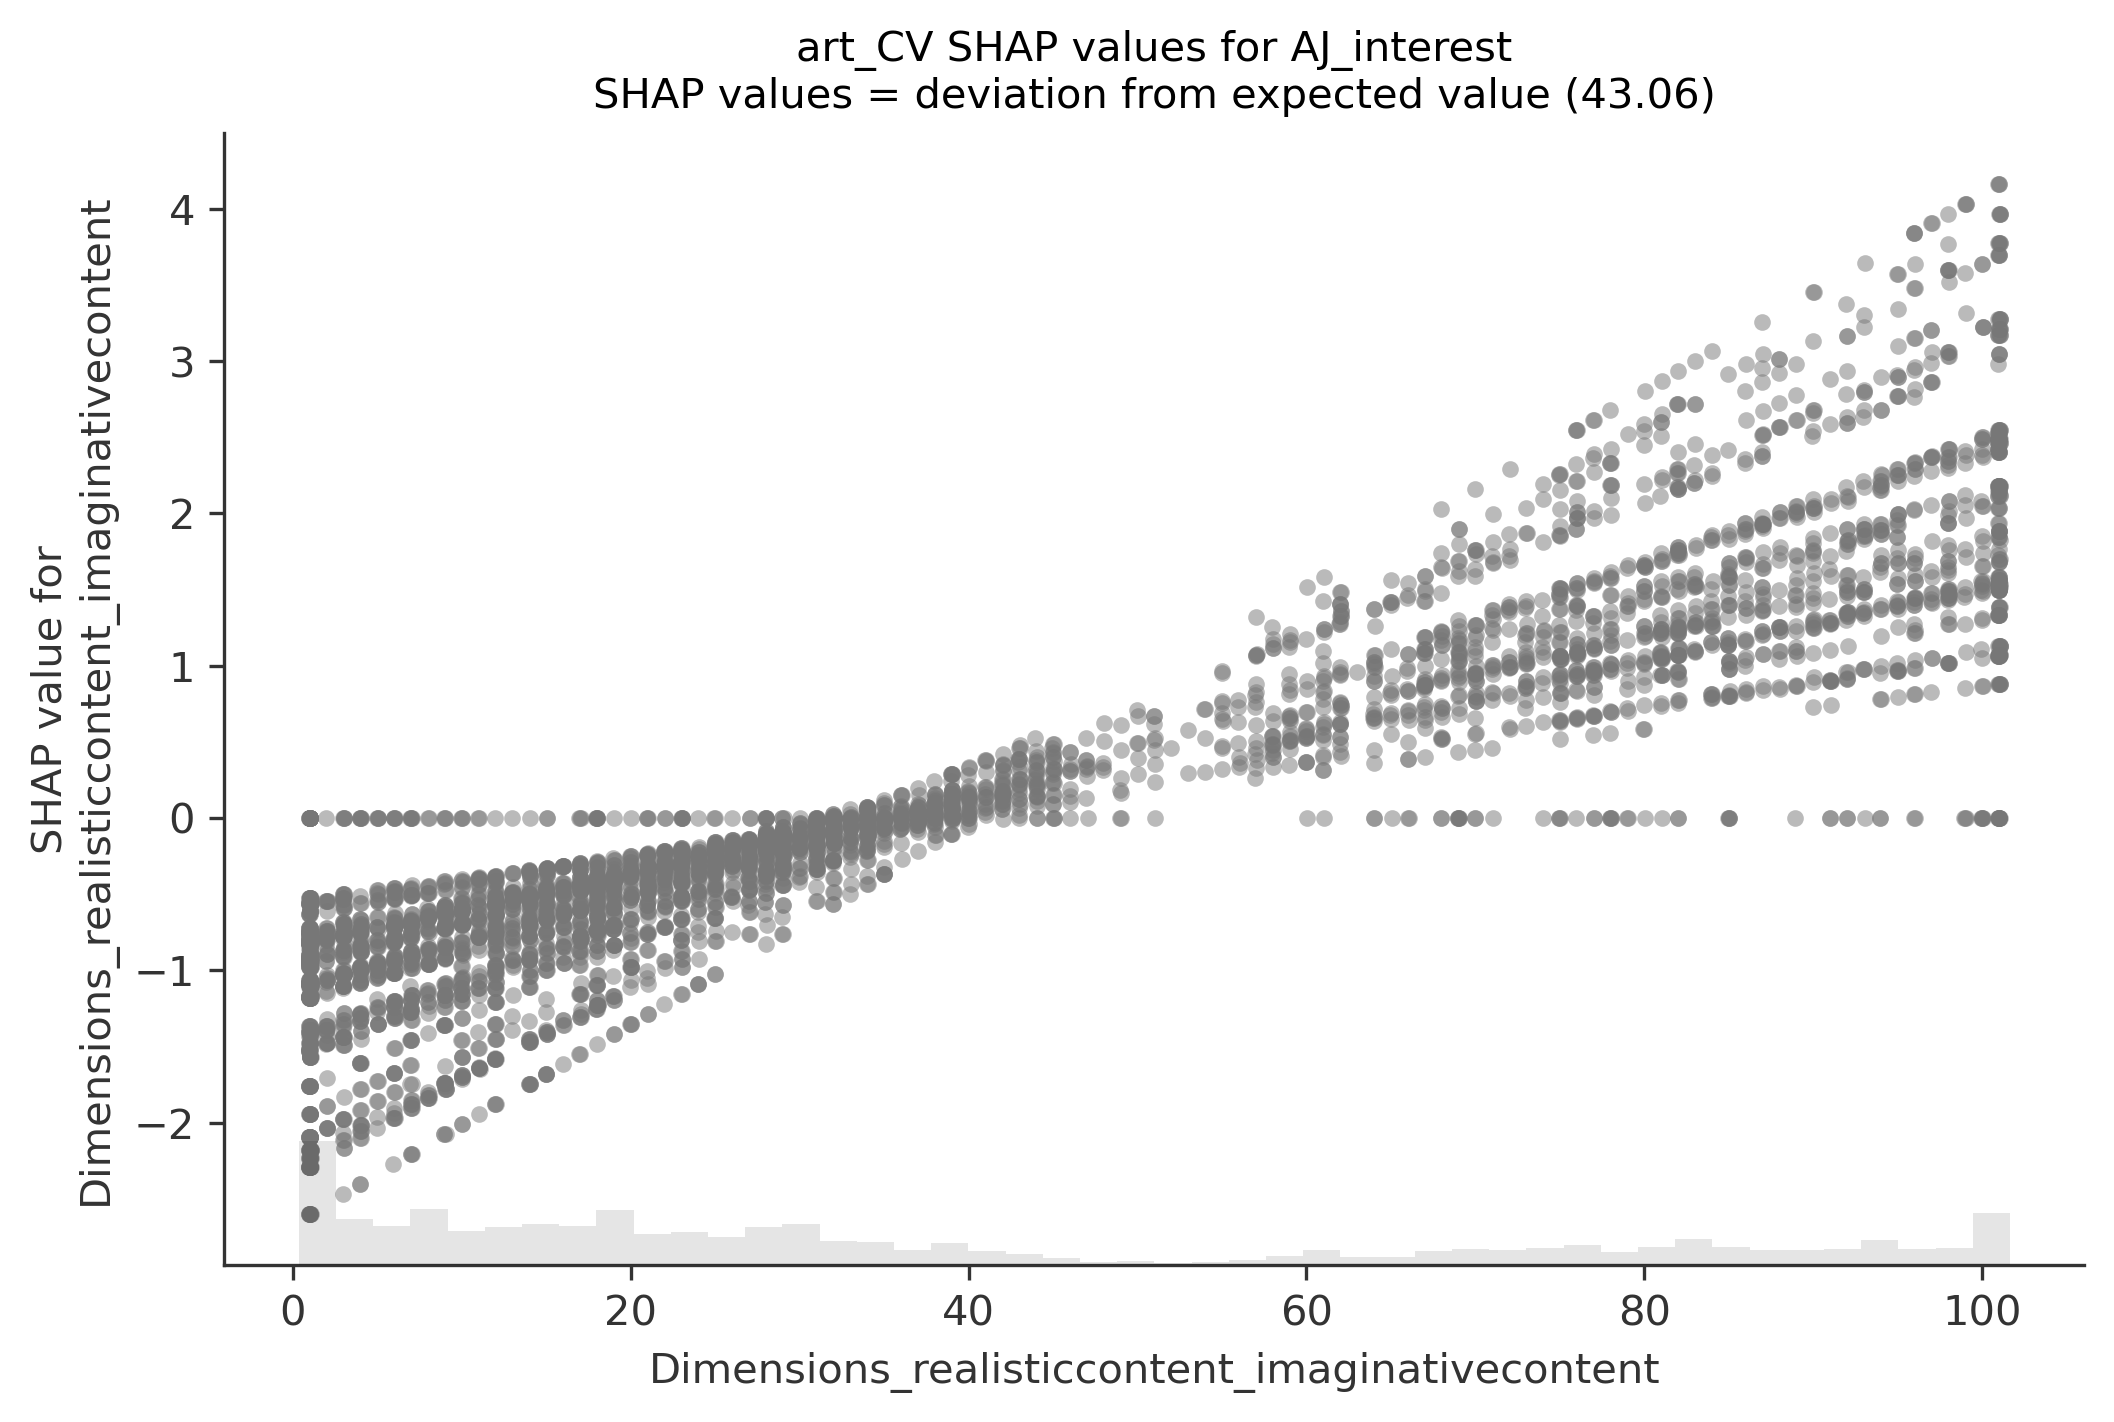 art_CV SHAP values for AJ_interest
SHAP values = deviation from expected value (43.06)
SHAP value for
Dimensions_realisticcontent_imaginativecontent
4
3
2
1
0
−1
−2
0
20
40
60
80
100
Dimensions_realisticcontent_imaginativecontent